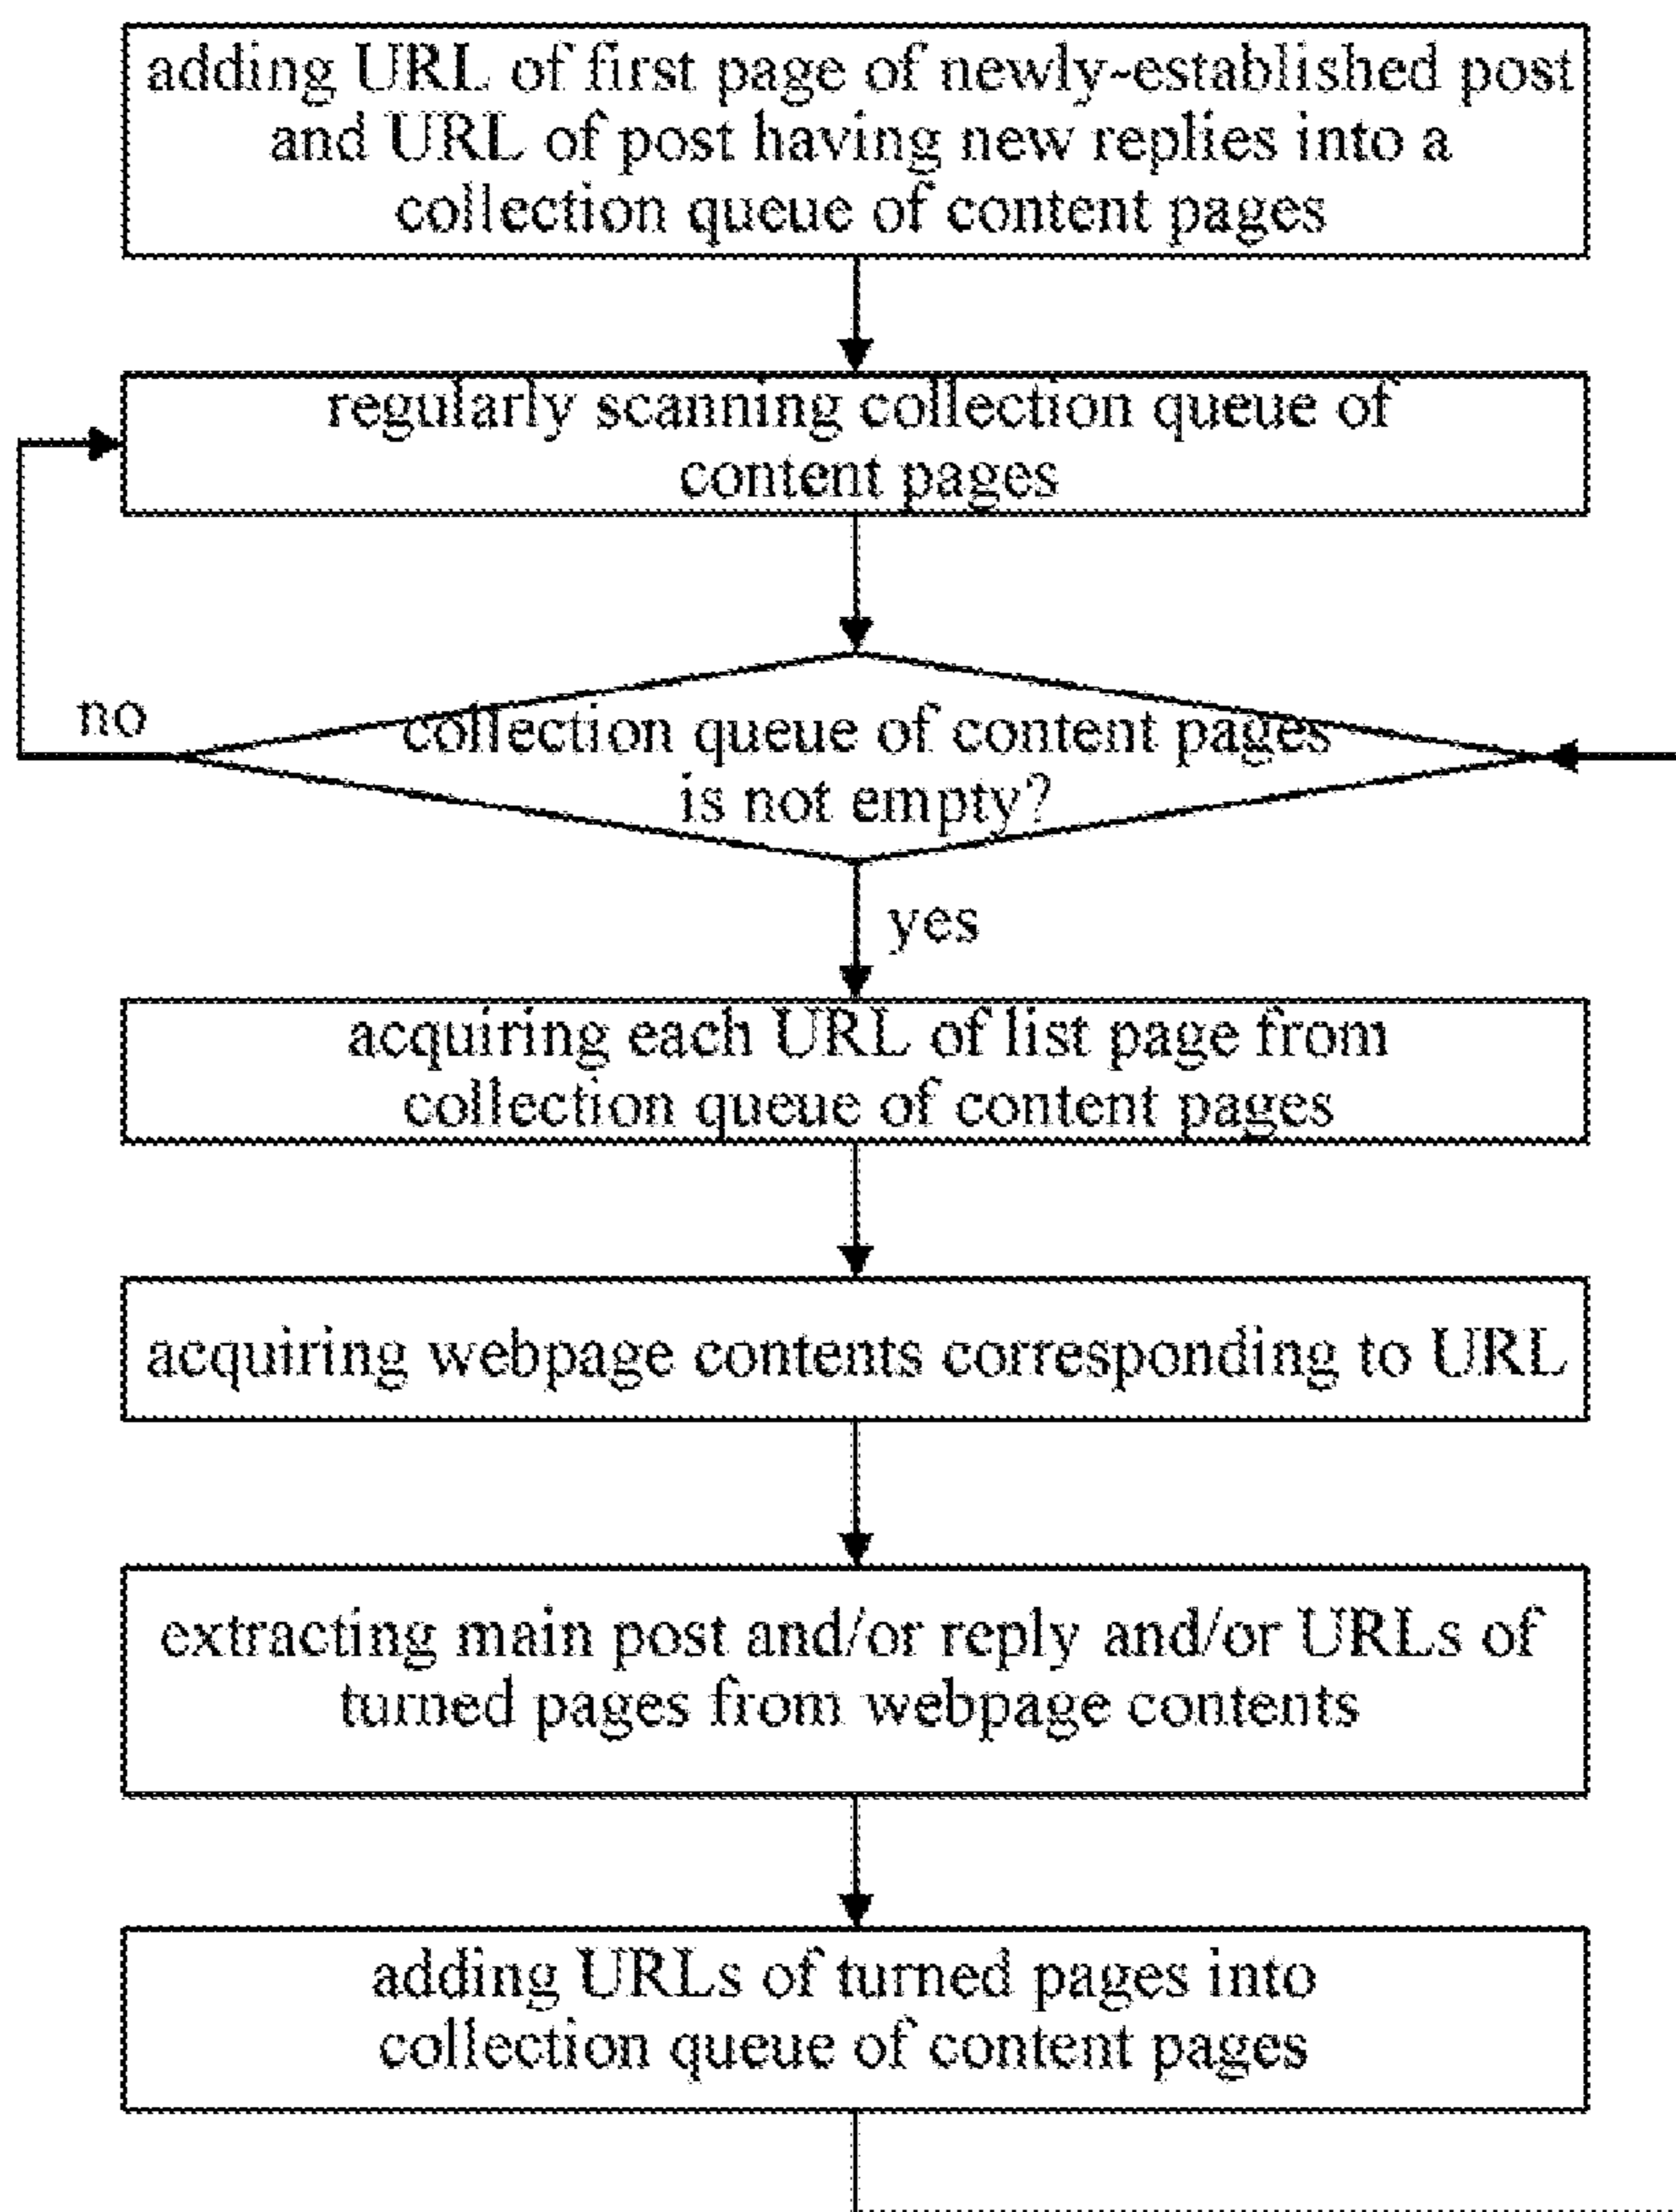 adding URL of first page of newly-established post
and URL of post having new replies into a
collection queue of content pages
regularly scanning collection queue of
content pages
no
collection queue of content pages
is not empty?
yes
acquiring each URL of list page from
collection queue of content pages
acquiring webpage contents corresponding to URL
extracting main post and/or reply and/or URLs of
turned pages from webpage contents
adding URLs of turned pages into
collection queue of content pages